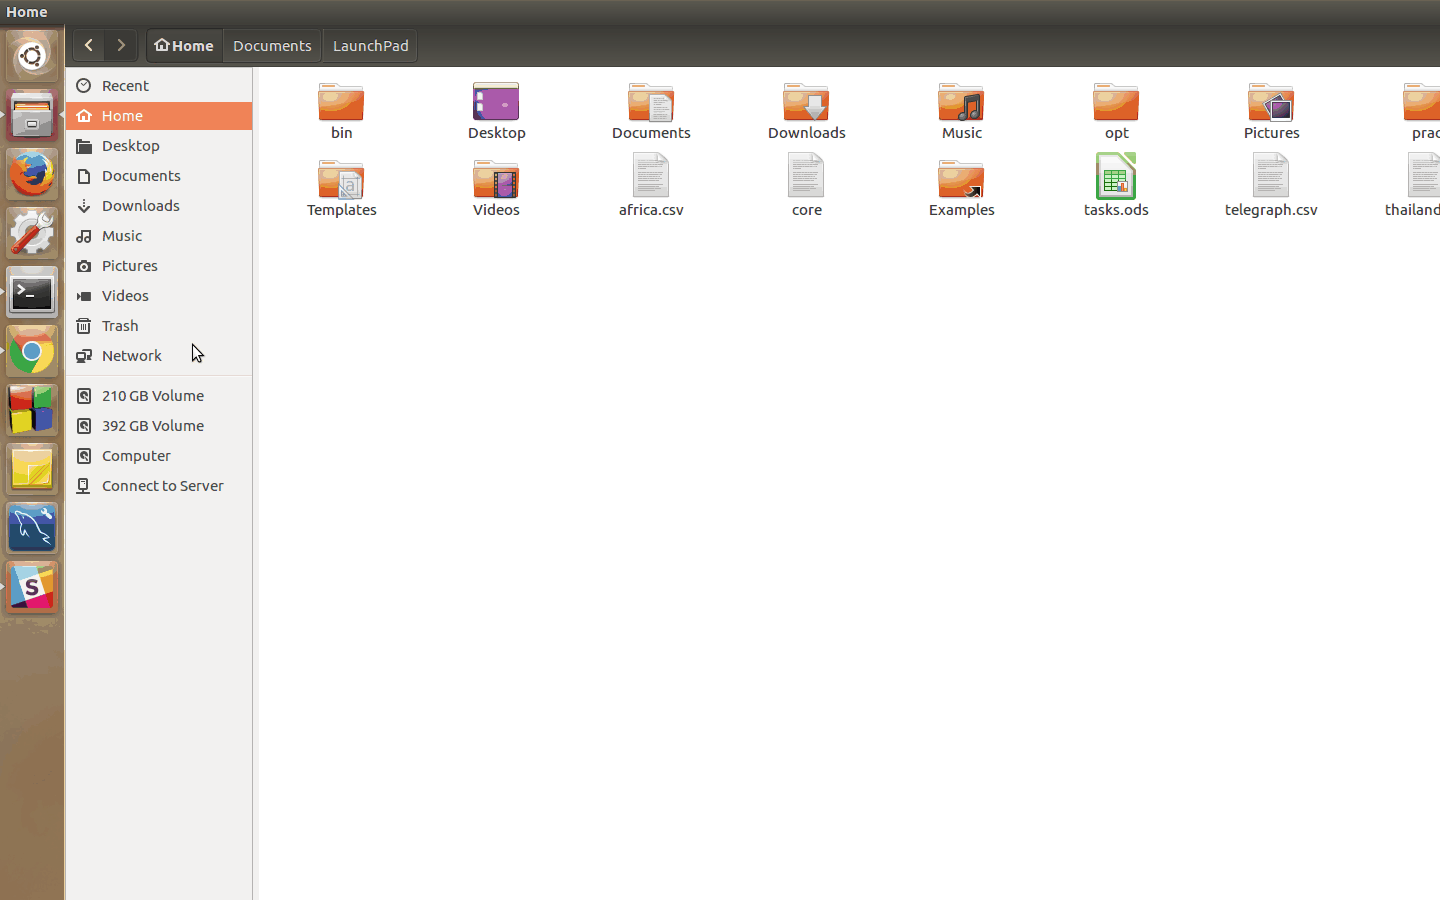 Home
Home Documents LaunchPad
Recent
Home
Desktop
Documents
Downloads
Music
Pictures
Videos
Trash
Network
210 GB Volume
392 GB Volume
Computer
Connect to Server
bin Desktop Documents Downloads Music opt Pictures prac
Templates Videos africa.csv core Examples tasks.ods telegraph.csv thailand